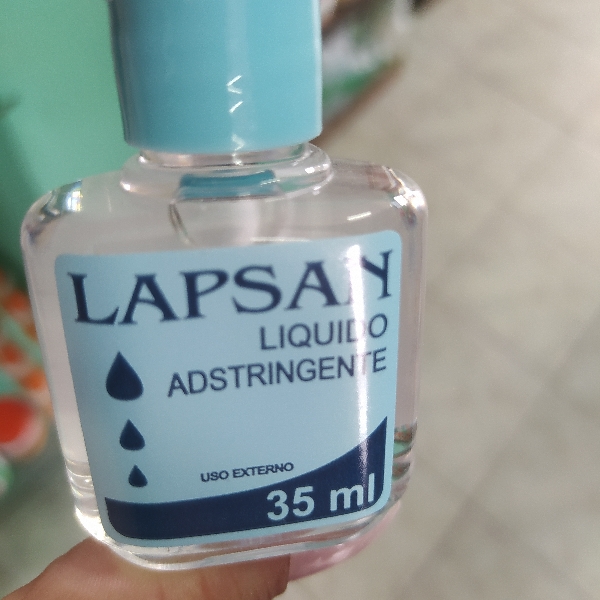 LAPSAN
LIQUIDO
ADSTRINGENTE
USO EXTERNO
35 ml